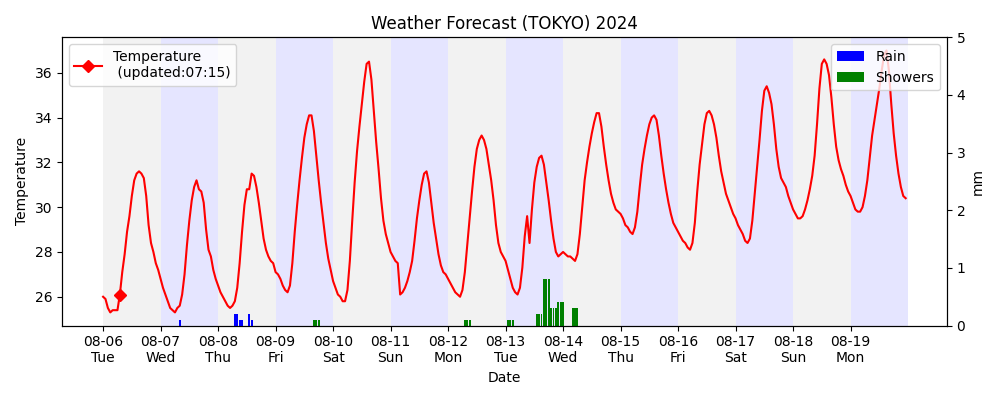 Weather Forecast (TOKYO) 2024
Temperature
(updated:07:15)
Rain
Showers
Temperature
36
34
32
30
28
26
5
4
3
2
1
0
mm
08-06 08-07 08-08 08-09 08-10 08-11 08-12 08-13 08-14 08-15 08-16 08-17 08-18 08-19
Tue Wed Thu Fri Sat Sun Mon Tue Wed Thu Fri Sat Sun Mon
Date